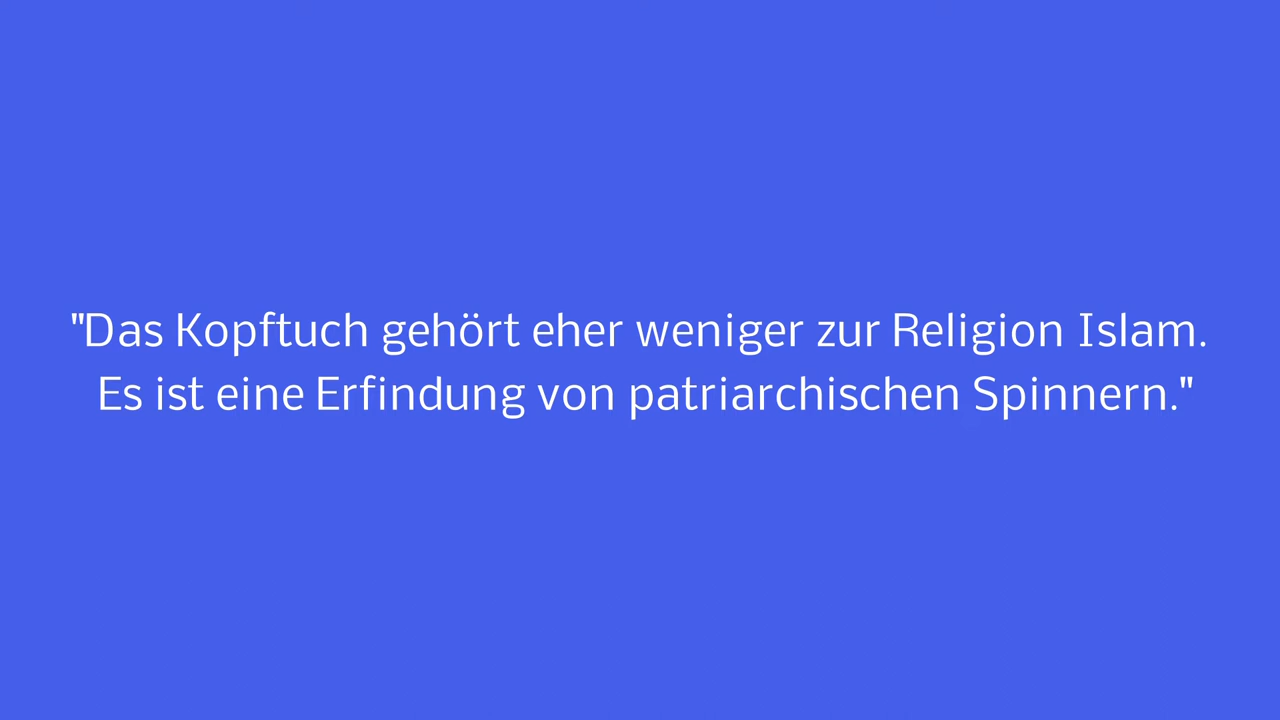 "Das Kopftuch gehört eher weniger zur Religion Islam.
Es ist eine Erfindung von patriarchischen Spinnern."